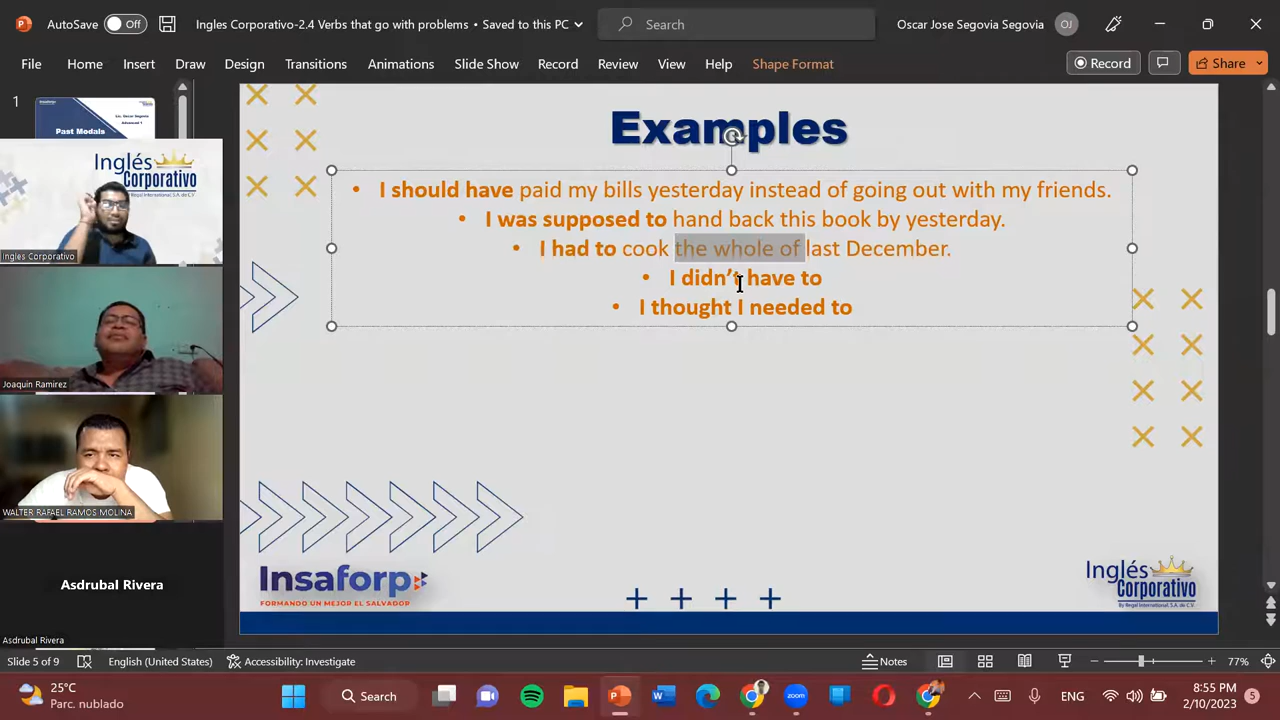 AutoSave Off Ingles Corporativo-2.4 Verbs that go with problems • Saved to this PC Search Oscar Jose Segovia Segovia OJ
File Home Insert Draw Design Transitions Animations Slide Show Record Review View Help Shape Format Record Share
1
Past Modals
Inglés
Corporativo
Ingles Corporativo
Joaquin Ramirez
WALTER RAFAEL RAMOS MOLINA
Asdrubal Rivera
Asdrubal Rivera
Examples
• I should have paid my bills yesterday instead of going out with my friends.
• I was supposed to hand back this book by yesterday.
• I had to cook the whole of last December.
• I didn't have to
• I thought I needed to
Insaforp
FORMANDO UN MEJOR EL SALVADOR
Inglés
Corporativo
By Regal International, S.A. de C.V.
Slide 5 of 9 English (United States) Accessibility: Investigate Notes 77%
25°C
Parc. nublado
Search
ENG
8:55 PM
2/10/2023
5